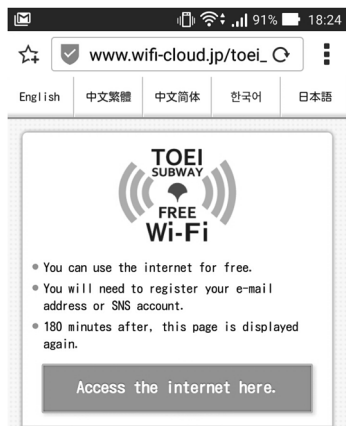 91% 18:24
www.wifi-cloud.jp/toei_
English 中文繁體 中文简体 한국어 日本語
TOEI
SUBWAY
FREE
Wi-Fi
You can use the internet for free.
You will need to register your e-mail
address or SNS account.
180 minutes after, this page is displayed
again.
Access the internet here.